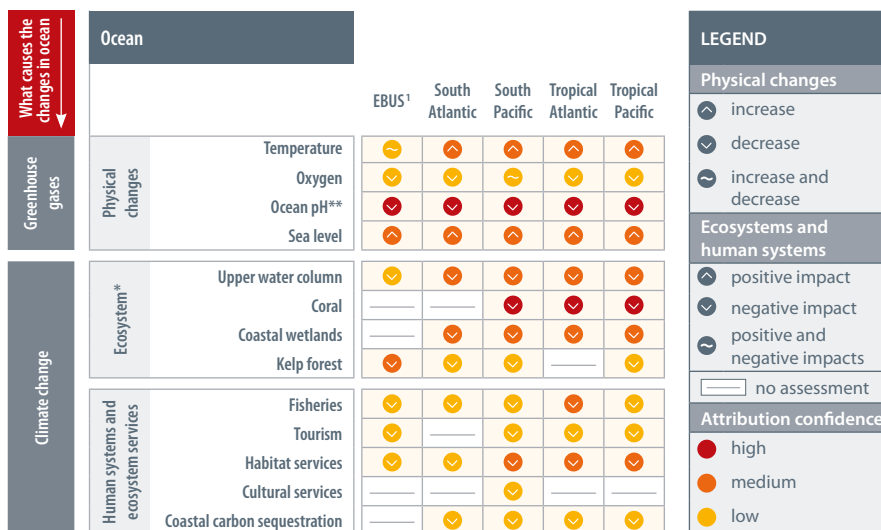 What causes the
changes in ocean
Ocean
EBUS¹
South
Atlantic
South
Pacific
Tropical
Atlantic
Tropical
Pacific
Greenhouse
gases
Physical
changes
Temperature
Oxygen
Ocean pH**
Sea level
Climate change
Ecosystem*
Upper water column
Coral
Coastal wetlands
Kelp forest
Human systems and
ecosystem services
Fisheries
Tourism
Habitat services
Cultural services
Coastal carbon sequestration
LEGEND
Physical changes
increase
decrease
increase and
decrease
Ecosystems and
human systems
positive impact
negative impact
positive and
negative impacts
no assessment
Attribution confidence
high
medium
low